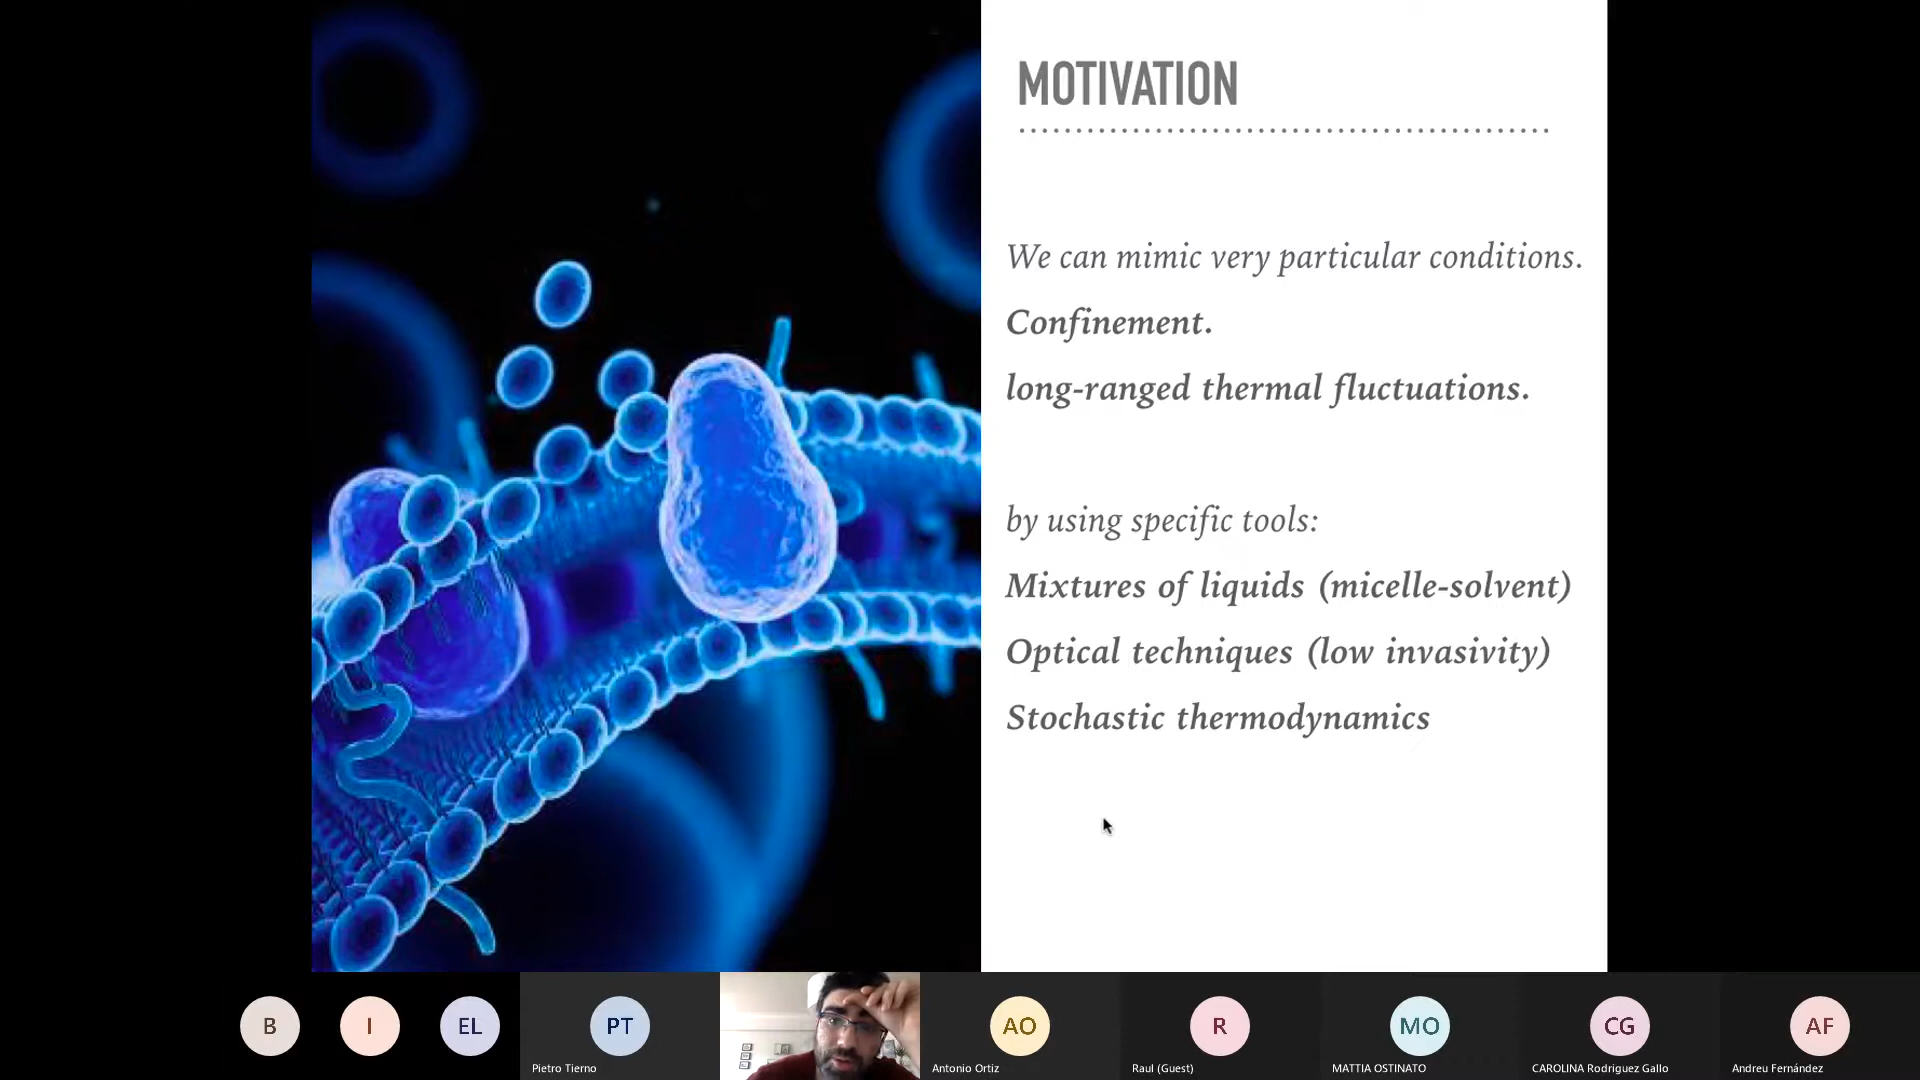 MOTIVATION
We can mimic very particular conditions.
Confinement.
long-ranged thermal fluctuations.
by using specific tools:
Mixtures of liquids (micelle-solvent)
Optical techniques (low invasivity)
Stochastic thermodynamics
B
I
EL
PT
AO
R
MO
CG
AF
Pietro Tierno
Antonio Ortiz
Raul (Guest)
MATTIA OSTINATO
CAROLINA Rodriguez Gallo
Andreu Fernández